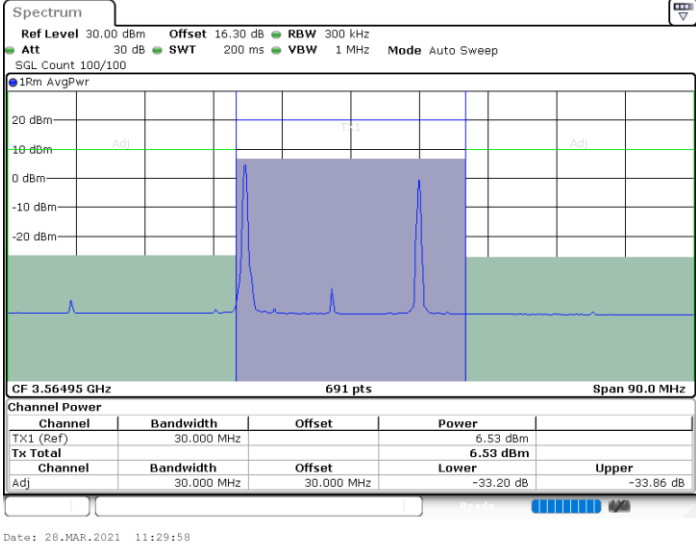 Spectrum
Ref Level 30.00 dBm Offset 16.30 dB RBW 300 kHz
Att 30 dB SWT 200 ms VBW 1 MHz Mode Auto Sweep
SGL Count 100/100
1Rm AvgPwr
20 dBm
TX1
Adj Adj
10 dBm
0 dBm
-10 dBm
-20 dBm
CF 3.56495 GHz 691 pts Span 90.0 MHz
Channel Power
Channel Bandwidth Offset Power
TX1 (Ref) 30.000 MHz 6.53 dBm
Tx Total 6.53 dBm
Channel Bandwidth Offset Lower Upper
Adj 30.000 MHz 30.000 MHz -33.20 dB -33.86 dB
Ready
Date: 28.MAR.2021 11:29:58